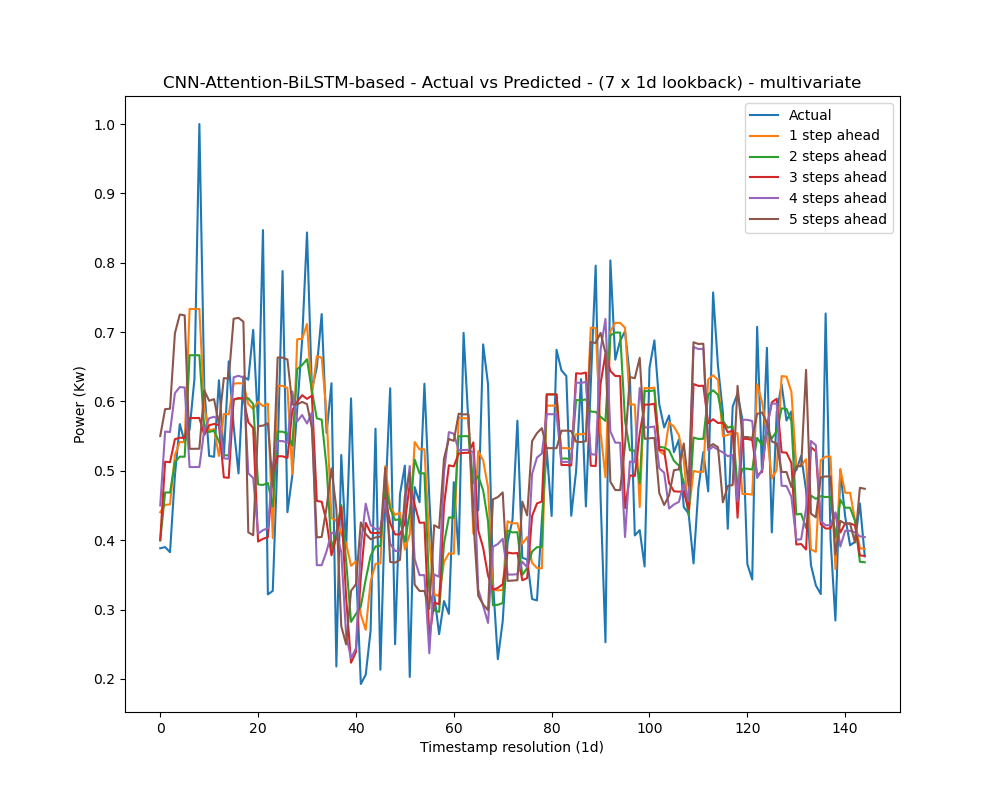 CNN-Attention-BiLSTM-based - Actual vs Predicted - (7 x 1d lookback) - multivariate
Actual
1 step ahead
2 steps ahead
3 steps ahead
4 steps ahead
5 steps ahead
Power (Kw)
1.0
0.9
0.8
0.7
0.6
0.5
0.4
0.3
0.2
0 20 40 60 80 100 120 140
Timestamp resolution (1d)